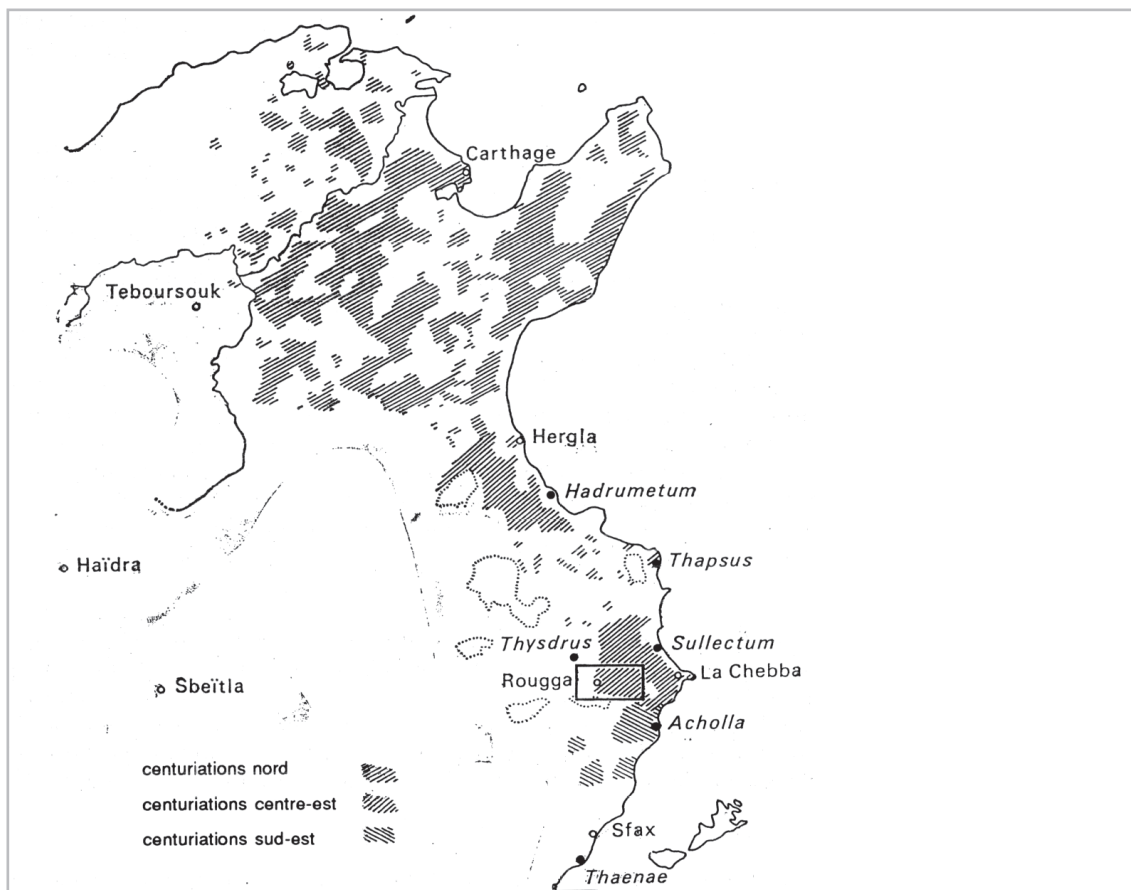 Carthage
Teboursouk
Hergla
Hadrumetum
Haïdra
Thapsus
Thysdrus
Sullectum
Rougga
La Chebba
Sbeïtla
Acholla
centuriations nord
centuriations centre-est
centuriations sud-est
Sfax
Thaenae